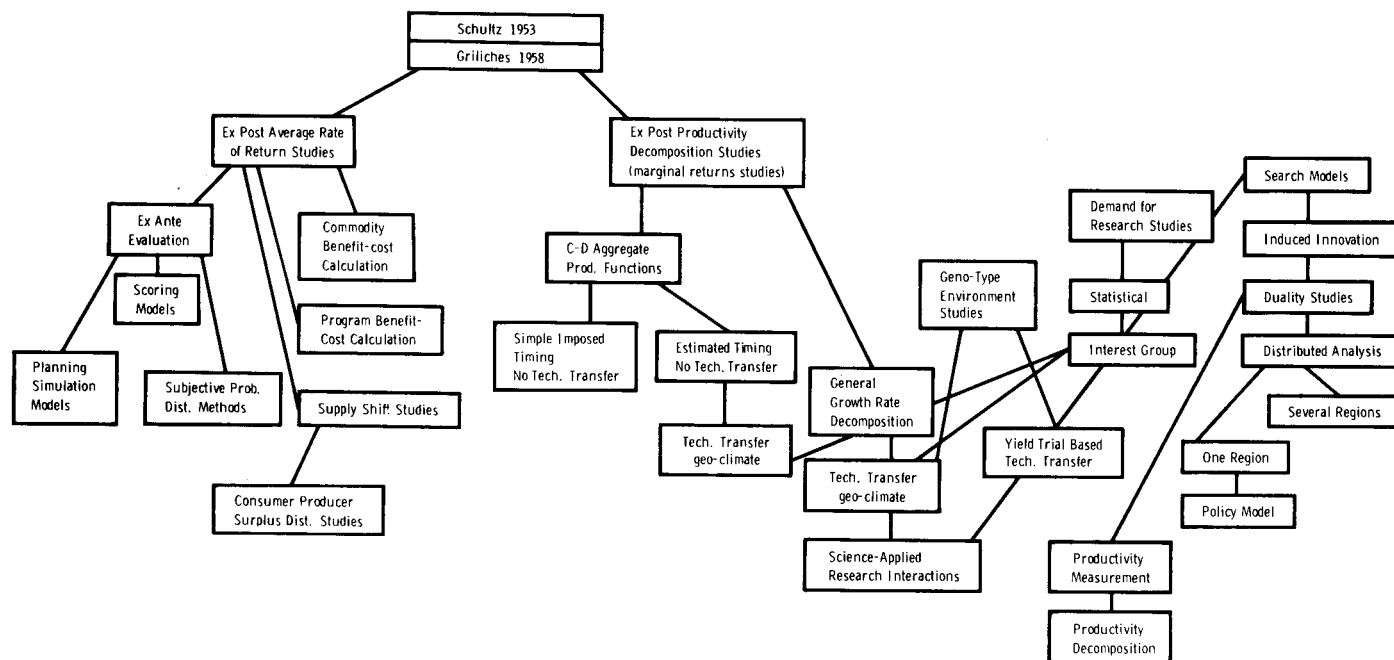 Schultz 1953
Griliches 1958
Ex Post Average Rate
of Return Studies
Ex Post Productivity
Decomposition Studies
(marginal returns studies)
Ex Ante
Evaluation
Commodity
Benefit-cost
Calculation
Scoring
Models
Program Benefit-
Cost Calculation
Planning
Simulation
Models
Subjective Prob.
Dist. Methods
Supply Shift Studies
Consumer Producer
Surplus Dist. Studies
C-D Aggregate
Prod. Functions
Simple Imposed
Timing
No Tech. Transfer
Estimated Timing
No Tech. Transfer
Tech. Transfer
geo-climate
General
Growth Rate
Decomposition
Tech. Transfer
geo-climate
Science-Applied
Research Interactions
Geno-Type
Environment
Studies
Yield Trial Based
Tech. Transfer
Demand for
Research Studies
Statistical
Interest Group
Search Models
Induced Innovation
Duality Studies
Distributed Analysis
Several Regions
One Region
Policy Model
Productivity
Measurement
Productivity
Decomposition